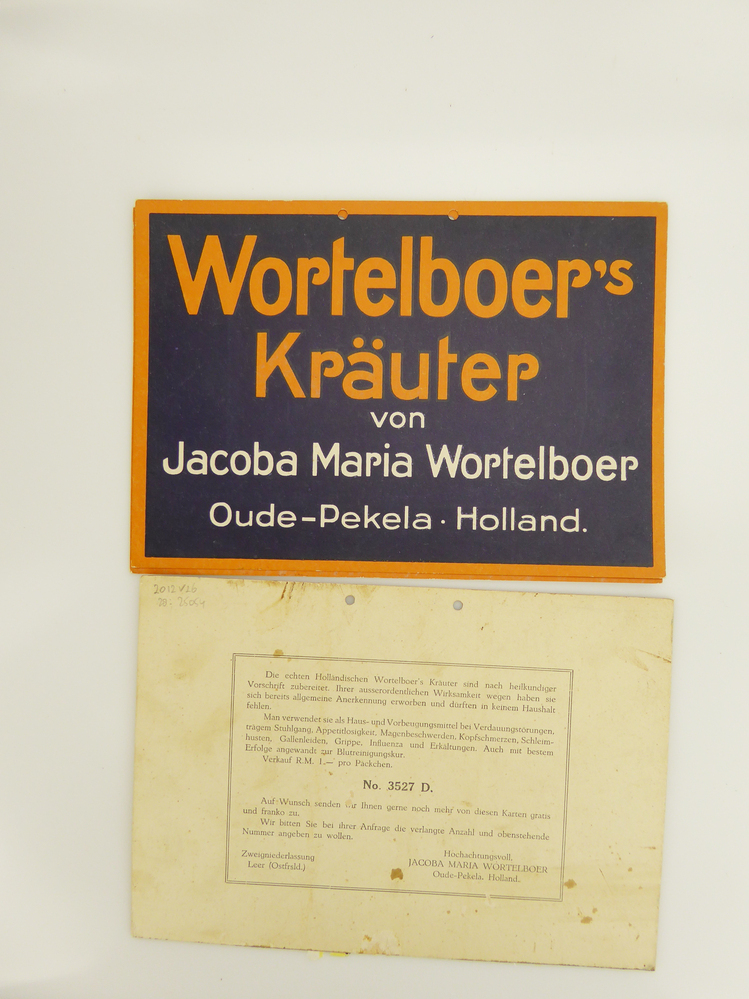 Wortelboer's
Kräuter
von
Jacoba Maria Wortelboer
Oude-Pekela · Holland.
2012
Die echten Holländischen Wortelboer's Kräuter sind nach heilkundiger
Vorschrift zubereitet. Ihrer ausserordentlichen Wirksamkeit wegen haben sie
sich bereits allgemeine Anerkennung erworben und dürften in keinem Haushalt
fehlen.
Man verwendet sie als Haus- und Vorbeugungsmittel bei Verdauungstörungen,
trägem Stuhlgang, Appetitlosigkeit, Magenbeschwerden, Kopfschmerzen, Schleim-
husten, Gallenleiden, Grippe, Influenza und Erkältungen. Auch mit bestem
Erfolge angewandt zur Blutreinigungskur.
Verkauf R.M. 1.— pro Päckchen.
No. 3527 D.
Auf Wunsch senden wir Ihnen gerne noch mehr von diesen Karten gratis
und franko zu.
Wir bitten Sie bei ihrer Anfrage die verlangte Anzahl und obenstehende
Nummer angeben zu wollen.
Zweigniederlassung
Leer (Ostfrsld.)
Hochachtungsvoll,
JACOBA MARIA WORTELBOER
Oude-Pekela, Holland.